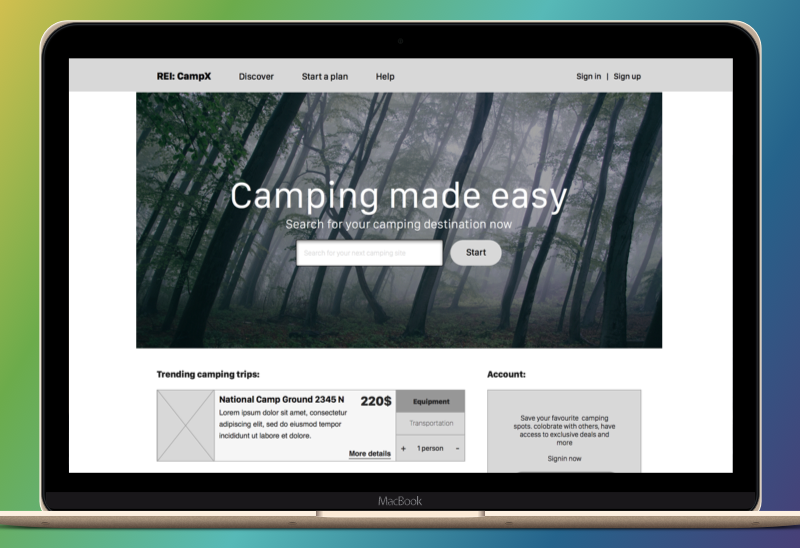 REI: CampX Discover Start a plan Help Sign in | Sign up
Camping made easy
Search for your camping destination now
Search for your next camping site
Start
Trending camping trips:
National Camp Ground 2345 N
220$
Lorem ipsum dolor sit amet, consectetur
adipiscing elit, sed do eiusmod tempor
incididunt ut labore et dolore.
More details
Equipment
Transportation
+ 1 person -
Account:
Save your favourite camping
spots. colobrate with others, have
access to exclusive deals and
more
Signin now
MacBook